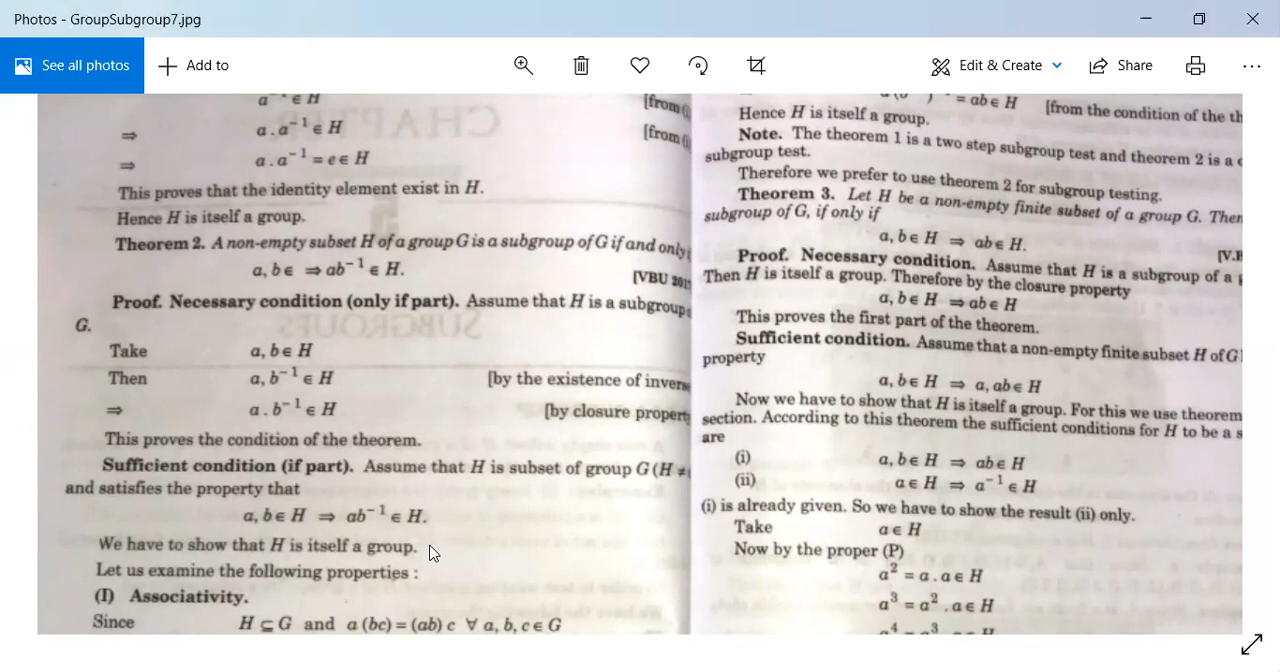 Photos - GroupSubgroup7.jpg
See all photos
Add to
Edit & Create
Share
a⁻¹ ∈ H [from (
⇒ a . a⁻¹ ∈ H [from (
⇒ a . a⁻¹ = e ∈ H
This proves that the identity element exist in H.
Hence H is itself a group.
Theorem 2. A non-empty subset H of a group G is a subgroup of G if and only
a, b ∈ ⇒ ab⁻¹ ∈ H.
[VBU 201
Proof. Necessary condition (only if part). Assume that H is a subgroup
G.
Take a, b ∈ H
Then a, b⁻¹ ∈ H [by the existence of invers
⇒ a . b⁻¹ ∈ H [by closure propert
This proves the condition of the theorem.
Sufficient condition (if part). Assume that H is subset of group G (H ≠
and satisfies the property that
a, b ∈ H ⇒ ab⁻¹ ∈ H.
We have to show that H is itself a group.
Let us examine the following properties :
(I) Associativity.
Since H ⊆ G and a (bc) = (ab) c ∀ a, b, c ∈ G
= ab ∈ H [from the condition of the th
Hence H is itself a group.
Note. The theorem 1 is a two step subgroup test and theorem 2 is a
subgroup test.
Therefore we prefer to use theorem 2 for subgroup testing.
Theorem 3. Let H be a non-empty finite subset of a group G. Then
subgroup of G, if only if
a, b ∈ H ⇒ ab ∈ H.
[V.B
Proof. Necessary condition. Assume that H is a subgroup of a g
Then H is itself a group. Therefore by the closure property
a, b ∈ H ⇒ ab ∈ H
This proves the first part of the theorem.
Sufficient condition. Assume that a non-empty finite subset H of G
property
a, b ∈ H ⇒ a, ab ∈ H
Now we have to show that H is itself a group. For this we use theorem
section. According to this theorem the sufficient conditions for H to be a s
are
(i) a, b ∈ H ⇒ ab ∈ H
(ii) a ∈ H ⇒ a⁻¹ ∈ H
(i) is already given. So we have to show the result (ii) only.
Take a ∈ H
Now by the proper (P)
a² = a . a ∈ H
a³ = a² . a ∈ H